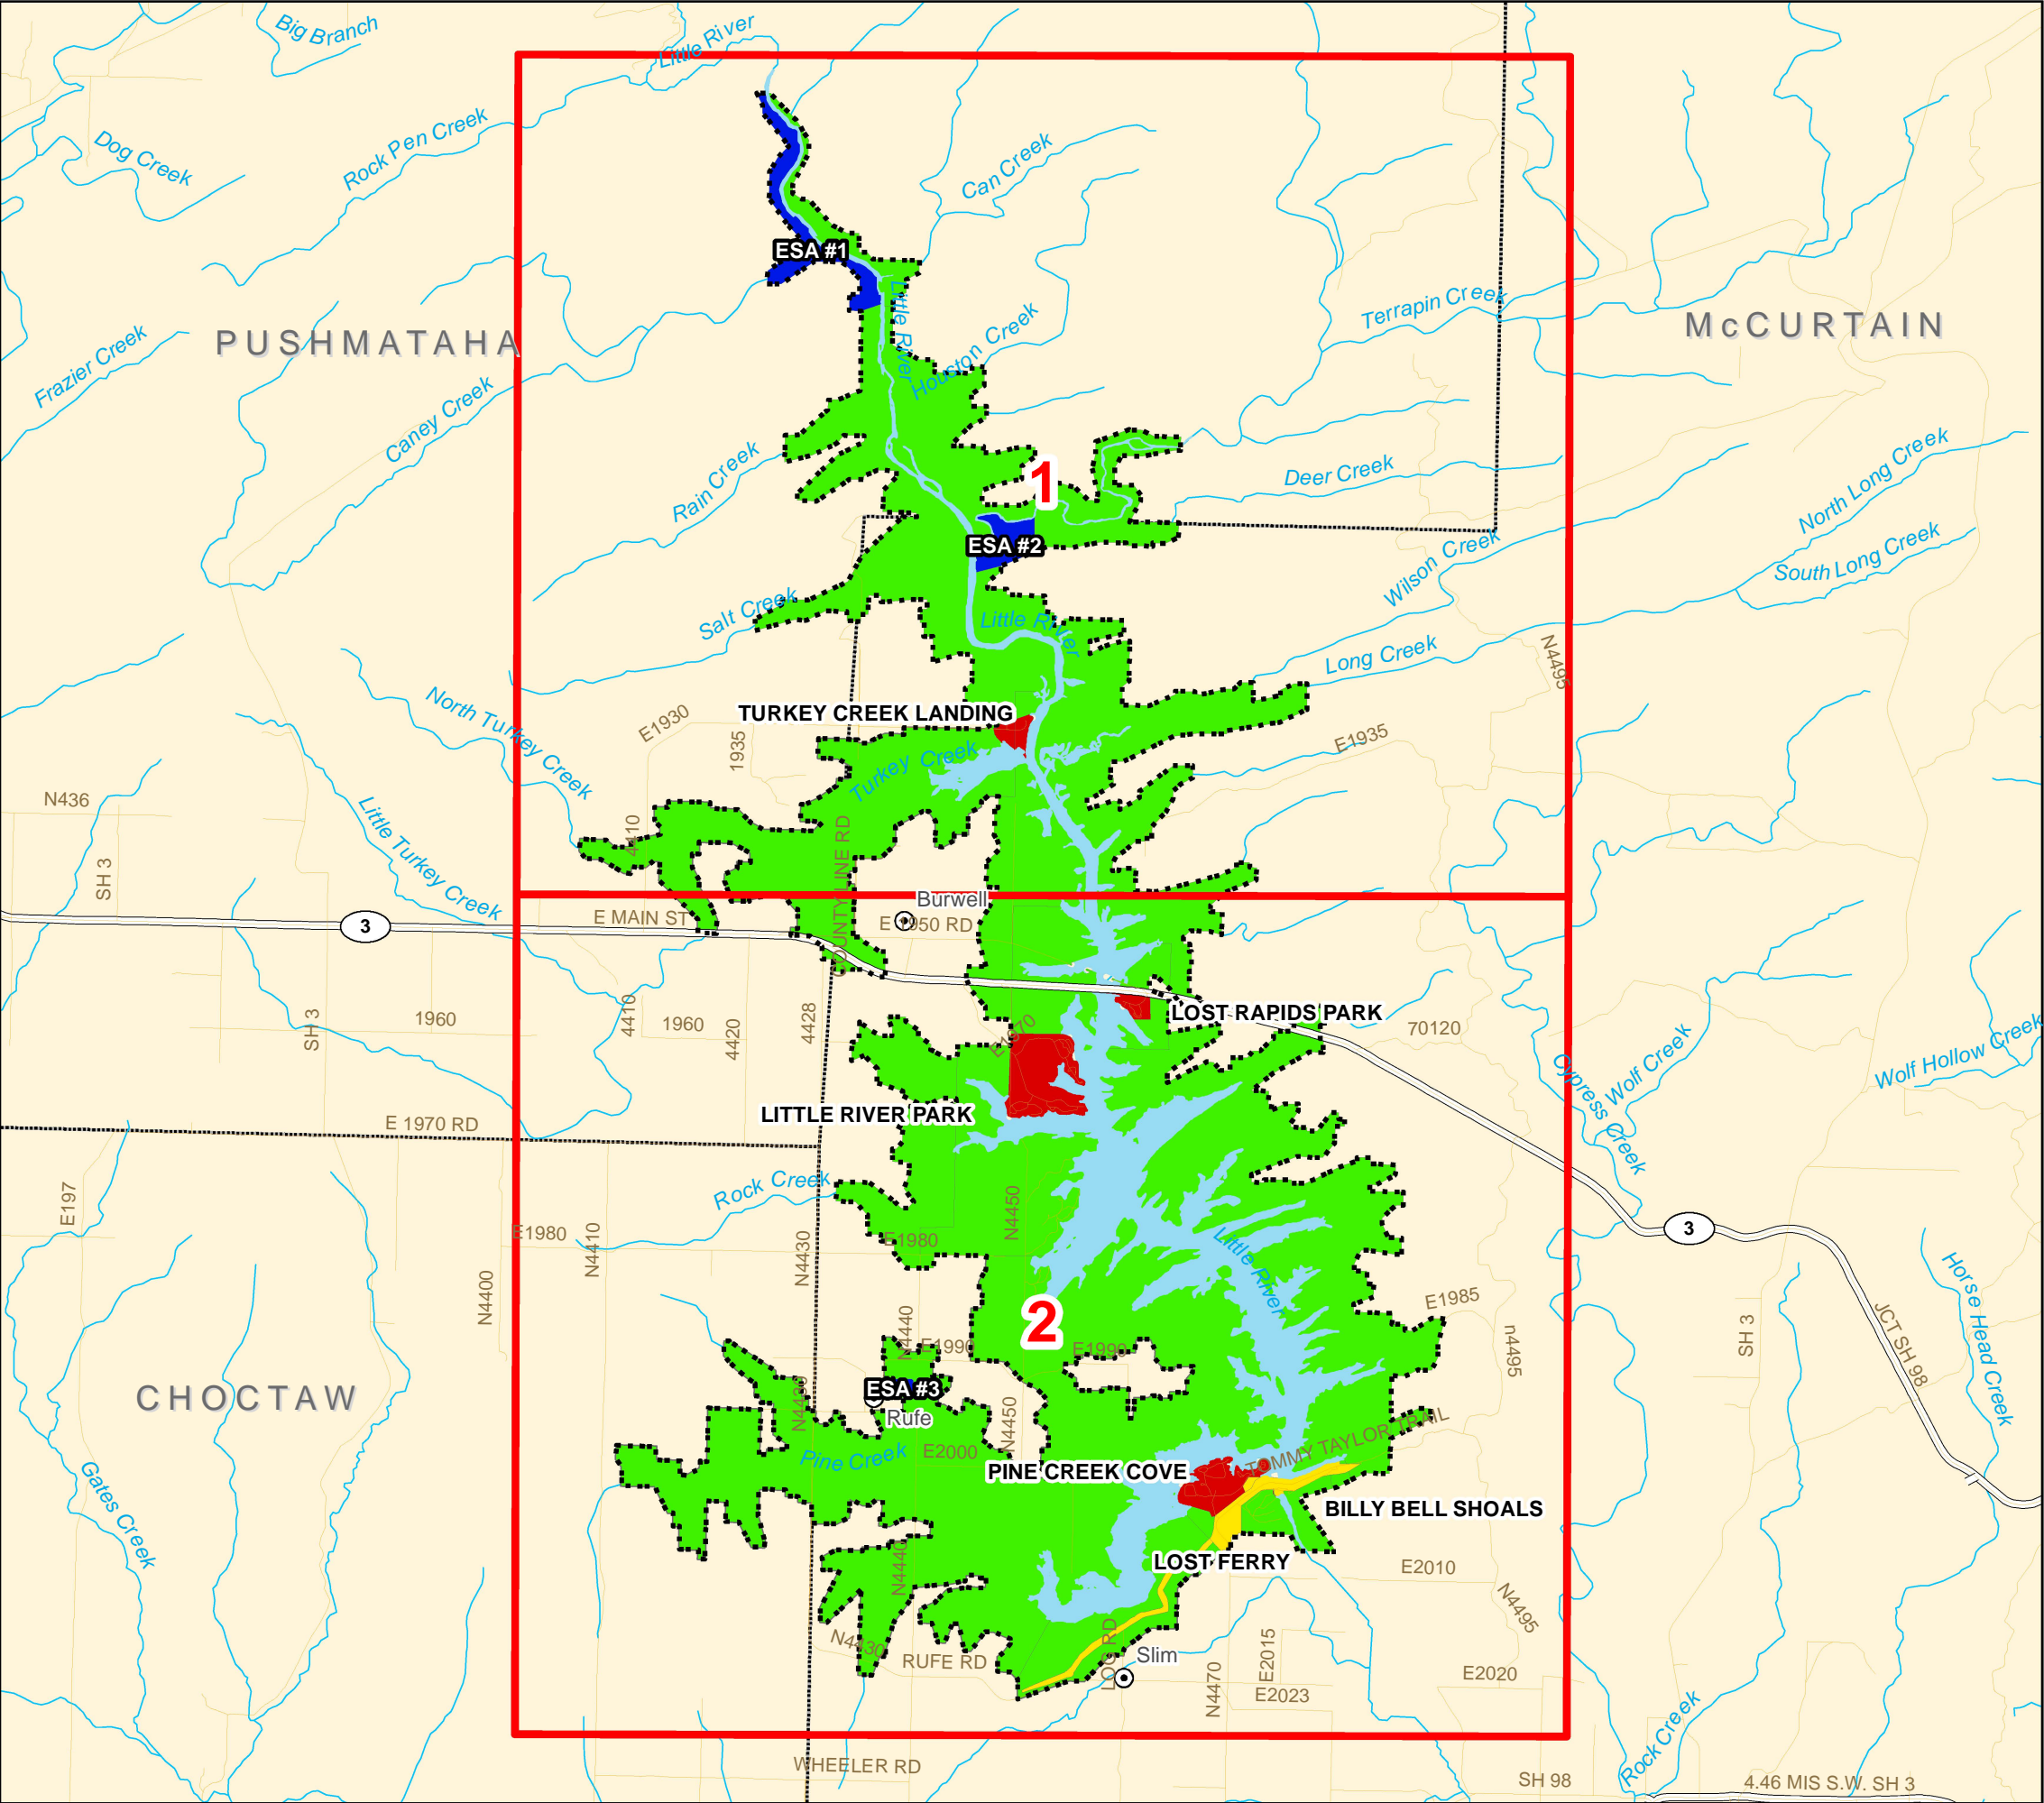 Big Branch
Little River
Dog Creek
Rock Pen Creek
Can Creek
ESA #1
Little River
Houston Creek
Terrapin Creek
PUSHMATAHA
McCURTAIN
Frazier Creek
Caney Creek
Rain Creek
1
Deer Creek
North Long Creek
ESA #2
Wilson Creek
South Long Creek
Salt Creek
Little River
Long Creek
N4495
North Turkey Creek
TURKEY CREEK LANDING
E1930
1935
Turkey Creek
E1935
N436
Little Turkey Creek
4410
COUNTY LINE RD
SH 3
Burwell
E MAIN ST
E 1950 RD
3
SH 3
1960
4410
1960
4420
4428
E1970
LOST RAPIDS PARK
70120
Cypress Creek
Wolf Creek
Wolf Hollow Creek
LITTLE RIVER PARK
E 1970 RD
Rock Creek
E197
E1980
N4410
N4430
E1980
N4450
Little River
3
N4400
2
E1985
N4440
E1990
E1990
n4495
SH 3
JCT SH 98
Horse Head Creek
CHOCTAW
ESA #3
N4430
Rufe
N4450
Pine Creek
E2000
TOMMY TAYLOR TRAIL
PINE CREEK COVE
BILLY BELL SHOALS
Gates Creek
LOST FERRY
N4440
E2010
N4495
N4430
RUFE RD
LOG RD
Slim
N4470
E2015
E2023
E2020
Rock Creek
WHEELER RD
SH 98
4.46 MIS S.W. SH 3